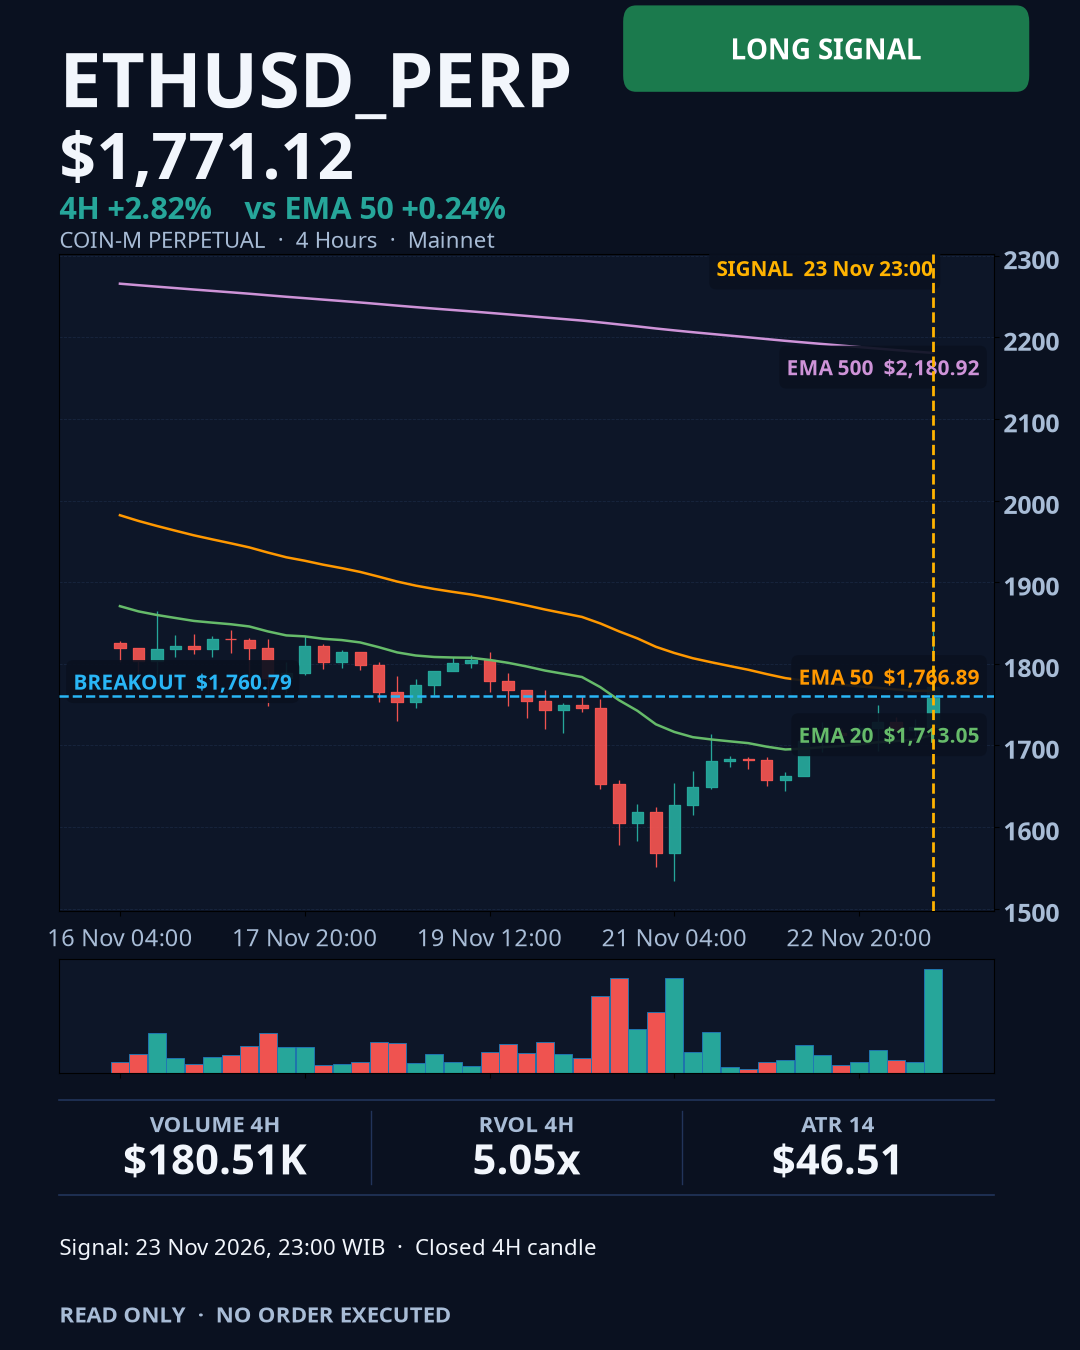 LONG SIGNAL
ETHUSD_PERP
$1,771.12
4H +2.82% vs EMA 50 +0.24%
COIN-M PERPETUAL · 4 Hours · Mainnet
SIGNAL 23 Nov 23:00
2300
2200
EMA 500 $2,180.92
2100
2000
1900
1800
EMA 50 $1,766.89
BREAKOUT $1,760.79
EMA 20 $1,713.05
1700
1600
1500
16 Nov 04:00 17 Nov 20:00 19 Nov 12:00 21 Nov 04:00 22 Nov 20:00
VOLUME 4H RVOL 4H ATR 14
$180.51K 5.05x $46.51
Signal: 23 Nov 2026, 23:00 WIB · Closed 4H candle
READ ONLY · NO ORDER EXECUTED